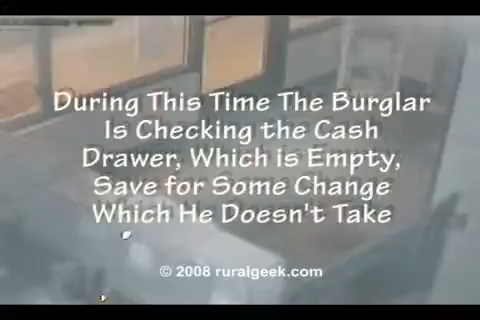 During This Time The Burglar
Is Checking the Cash
Drawer, Which is Empty,
Save for Some Change
Which He Doesn't Take
© 2008 ruralgeek.com